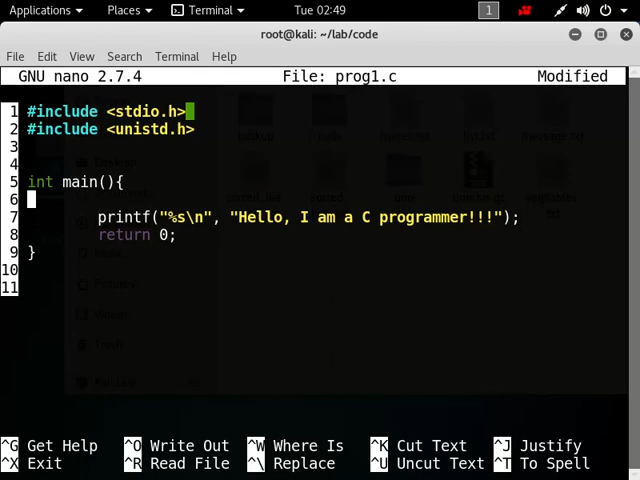 Applications Places Terminal Tue 02:49 1
root@kali: ~/lab/code
File Edit View Search Terminal Help
GNU nano 2.7.4 File: prog1.c Modified
1 #include <stdio.h>
2 #include <unistd.h>
3
4
5 int main(){
6
7 printf("%s\n", "Hello, I am a C programmer!!!");
8 return 0;
9 }
10
11
^G Get Help ^O Write Out ^W Where Is ^K Cut Text ^J Justify
^X Exit ^R Read File ^\ Replace ^U Uncut Text ^T To Spell